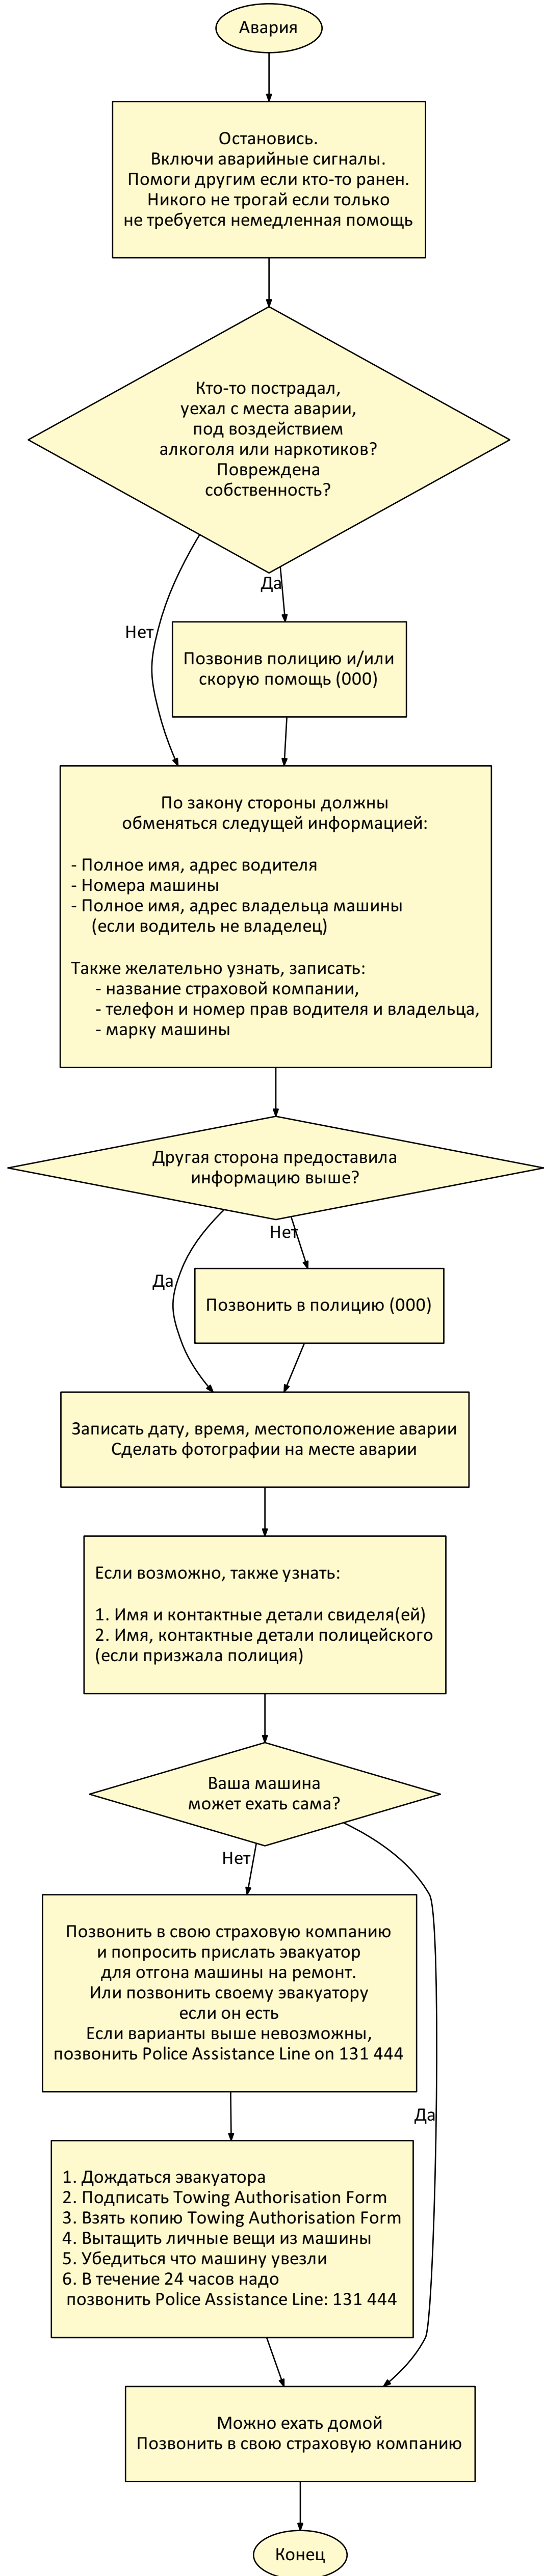 Авария
Остановись.
Включи аварийные сигналы.
Помоги другим если кто-то ранен.
Никого не трогай если только
не требуется немедленная помощь
Кто-то пострадал,
уехал с места аварии,
под воздействием
алкоголя или наркотиков?
Повреждена
собственность?
Да
Нет
Позвонив полицию и/или
скорую помощь (000)
По закону стороны должны
обменяться следущей информацией:
- Полное имя, адрес водителя
- Номера машины
- Полное имя, адрес владельца машины
(если водитель не владелец)
Также желательно узнать, записать:
- название страховой компании,
- телефон и номер прав водителя и владельца,
- марку машины
Другая сторона предоставила
информацию выше?
Нет
Да
Позвонить в полицию (000)
Записать дату, время, местоположение аварии
Сделать фотографии на месте аварии
Если возможно, также узнать:
1. Имя и контактные детали свиделя(ей)
2. Имя, контактные детали полицейского
(если призжала полиция)
Ваша машина
может ехать сама?
Нет
Позвонить в свою страховую компанию
и попросить прислать эвакуатор
для отгона машины на ремонт.
Или позвонить своему эвакуатору
если он есть
Если варианты выше невозможны,
позвонить Police Assistance Line on 131 444
Да
1. Дождаться эвакуатора
2. Подписать Towing Authorisation Form
3. Взять копию Towing Authorisation Form
4. Вытащить личные вещи из машины
5. Убедиться что машину увезли
6. В течение 24 часов надо
позвонить Police Assistance Line: 131 444
Можно ехать домой
Позвонить в свою страховую компанию
Конец